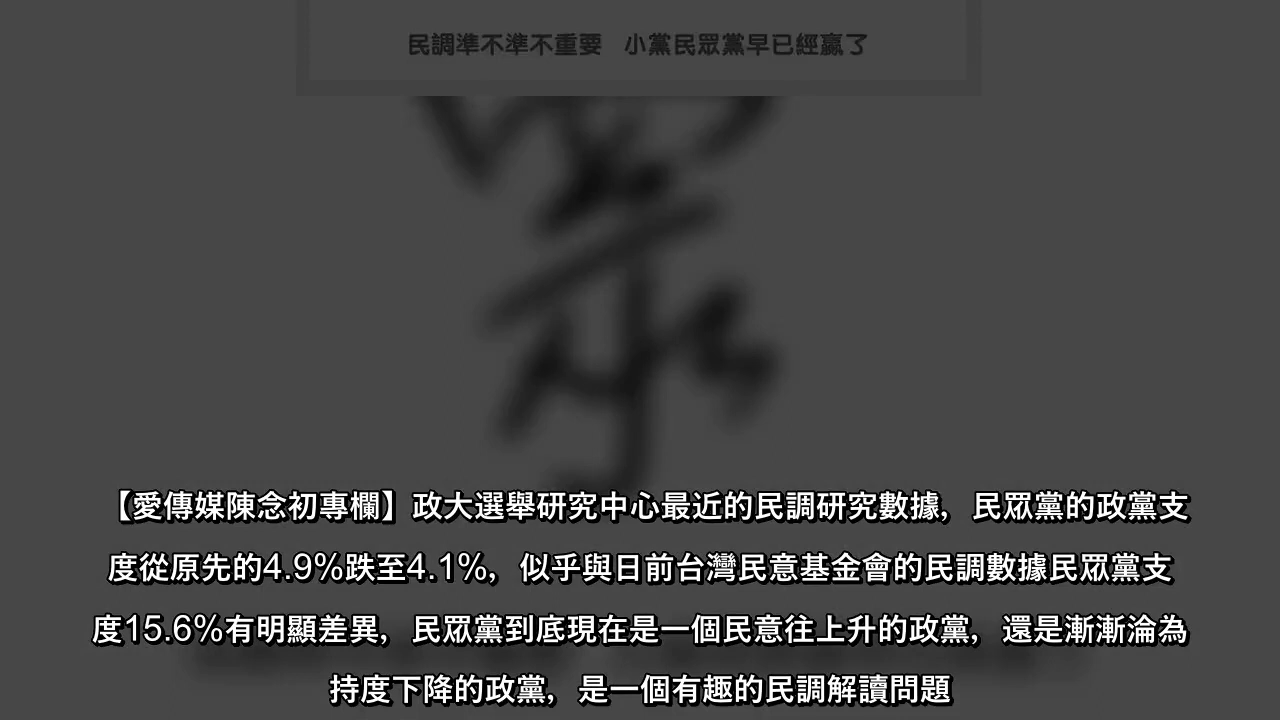 民調準不準不重要 小黨民眾黨早已經贏了
【愛傳媒陳念初專欄】政大選舉研究中心最近的民調研究數據，民眾黨的政黨支
度從原先的4.9%跌至4.1%，似乎與日前台灣民意基金會的民調數據民眾黨支
度15.6%有明顯差異，民眾黨到底現在是一個民意往上升的政黨，還是漸漸淪為
持度下降的政黨，是一個有趣的民調解讀問題